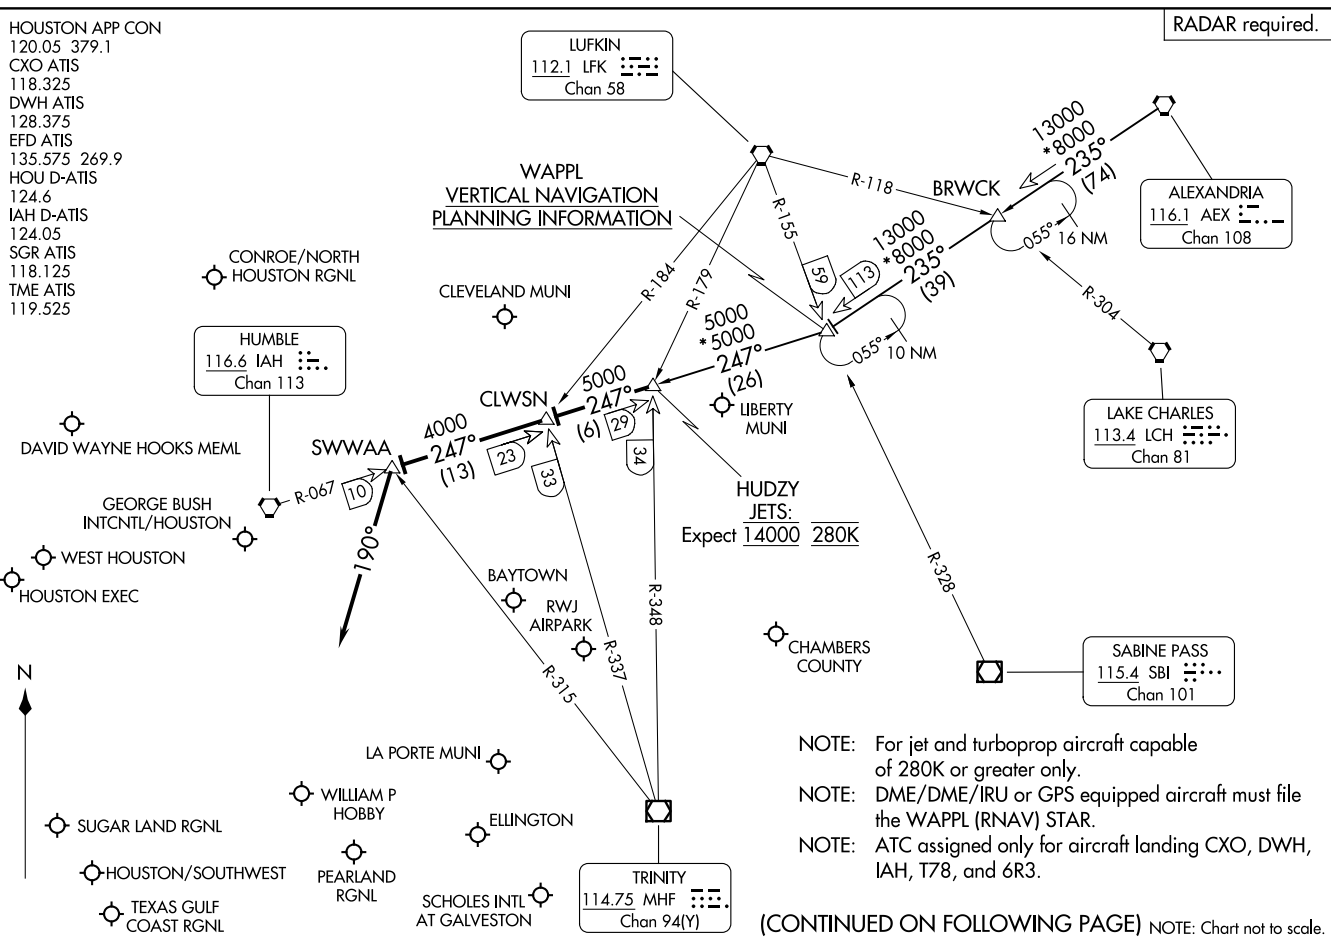 RADAR required.
HOUSTON APP CON
120.05 379.1
CXO ATIS
118.325
DWH ATIS
128.375
EFD ATIS
135.575 269.9
HOU D-ATIS
124.6
IAH D-ATIS
124.05
SGR ATIS
118.125
TME ATIS
119.525
LUFKIN
112.1 LFK
Chan 58
WAPPL
VERTICAL NAVIGATION
PLANNING INFORMATION
R-118
R-155
R-184
R-179
BRWCK
13000
*8000
235°
(74)
ALEXANDRIA
116.1 AEX
Chan 108
055°
16 NM
13000
*8000
235°
(39)
59
113
055°
10 NM
R-304
LAKE CHARLES
113.4 LCH
Chan 81
CONROE/NORTH
HOUSTON RGNL
CLEVELAND MUNI
HUMBLE
116.6 IAH
Chan 113
5000
*5000
247°
(26)
LIBERTY
MUNI
CLWSN
5000
247°
(6)
29
34
SWWAA
4000
247°
(13)
23
33
DAVID WAYNE HOOKS MEML
R-067
10
GEORGE BUSH
INTCNTL/HOUSTON
WEST HOUSTON
HOUSTON EXEC
190°
HUDZY
JETS:
Expect 14000 280K
BAYTOWN
RWJ
AIRPARK
R-348
R-337
R-315
R-328
CHAMBERS
COUNTY
SABINE PASS
115.4 SBI
Chan 101
N
LA PORTE MUNI
WILLIAM P
HOBBY
ELLINGTON
SUGAR LAND RGNL
HOUSTON/SOUTHWEST
PEARLAND
RGNL
TEXAS GULF
COAST RGNL
SCHOLES INTL
AT GALVESTON
TRINITY
114.75 MHF
Chan 94(Y)
NOTE: For jet and turboprop aircraft capable
of 280K or greater only.
NOTE: DME/DME/IRU or GPS equipped aircraft must file
the WAPPL (RNAV) STAR.
NOTE: ATC assigned only for aircraft landing CXO, DWH,
IAH, T78, and 6R3.
(CONTINUED ON FOLLOWING PAGE) NOTE: Chart not to scale.